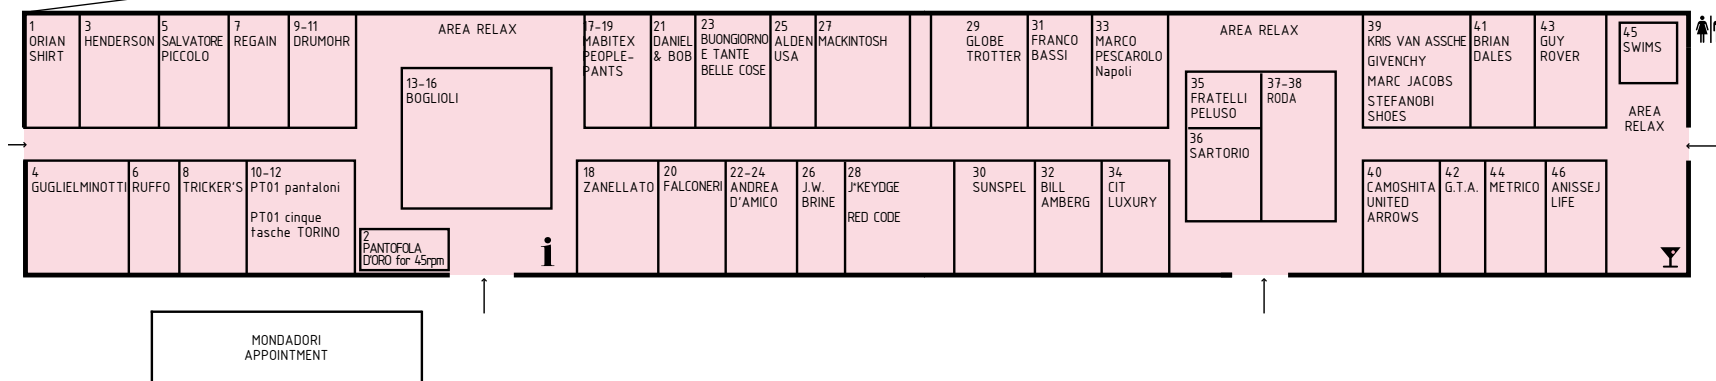 1
ORIAN
SHIRT
3
HENDERSON
5
SALVATORE
PICCOLO
7
REGAIN
9-11
DRUMOHR
AREA RELAX
13-16
BOGLIOLI
17-19
MABITEX
PEOPLE-
PANTS
21
DANIEL
& BOB
23
BUONGIORNO
E TANTE
BELLE COSE
25
ALDEN
USA
27
MACKINTOSH
29
GLOBE
TROTTER
31
FRANCO
BASSI
33
MARCO
PESCAROLO
Napoli
AREA RELAX
35
FRATELLI
PELUSO
36
SARTORIO
37-38
RODA
39
KRIS VAN ASSCHE
GIVENCHY
MARC JACOBS
STEFANOBI
SHOES
41
BRIAN
DALES
43
GUY
ROVER
45
SWIMS
AREA
RELAX
4
GUGLIELMINOTTI
6
RUFFO
8
TRICKER'S
10-12
PT01 pantaloni
PT01 cinque
tasche TORINO
2
PANTOFOLA
D'ORO for 45rpm
i
18
ZANELLATO
20
FALCONERI
22-24
ANDREA
D'AMICO
26
J.W.
BRINE
28
J*KEYDGE
RED CODE
30
SUNSPEL
32
BILL
AMBERG
34
CIT
LUXURY
40
CAMOSHITA
UNITED
ARROWS
42
G.T.A.
44
METRICO
46
ANISSEJ
LIFE
MONDADORI
APPOINTMENT